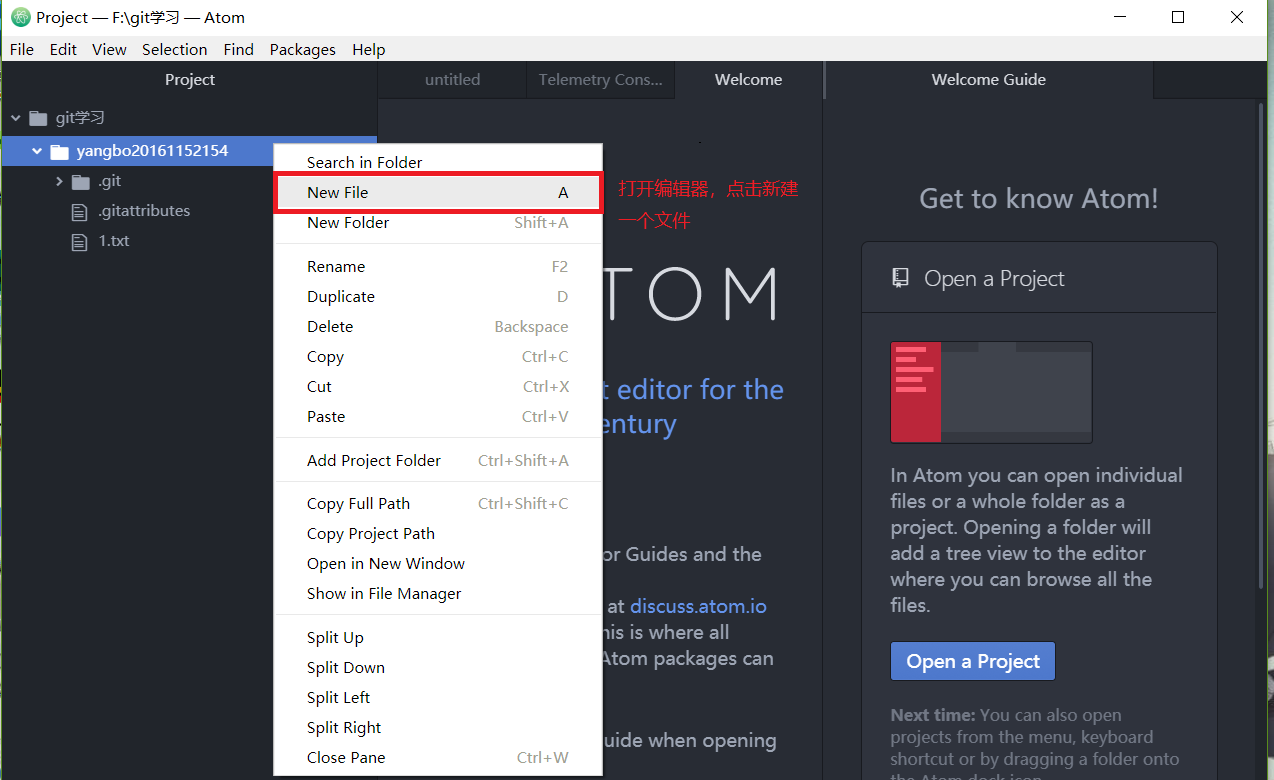 Project — F:\git学习 — Atom
File Edit View Selection Find Packages Help
Project
untitled
Telemetry Cons...
Welcome
Welcome Guide
git学习
yangbo20161152154
.git
.gitattributes
1.txt
Search in Folder
New File A
New Folder Shift+A
Rename F2
Duplicate D
Delete Backspace
Copy Ctrl+C
Cut Ctrl+X
Paste Ctrl+V
Add Project Folder Ctrl+Shift+A
Copy Full Path Ctrl+Shift+C
Copy Project Path
Open in New Window
Show in File Manager
Split Up
Split Down
Split Left
Split Right
Close Pane Ctrl+W
打开编辑器，点击新建
一个文件
TOM
t editor for the
entury
or Guides and the
at discuss.atom.io
his is where all
Atom packages can
uide when opening
Get to know Atom!
Open a Project
In Atom you can open individual
files or a whole folder as a
project. Opening a folder will
add a tree view to the editor
where you can browse all the
files.
Open a Project
Next time: You can also open
projects from the menu, keyboard
shortcut or by dragging a folder onto
the Atom dock icon.